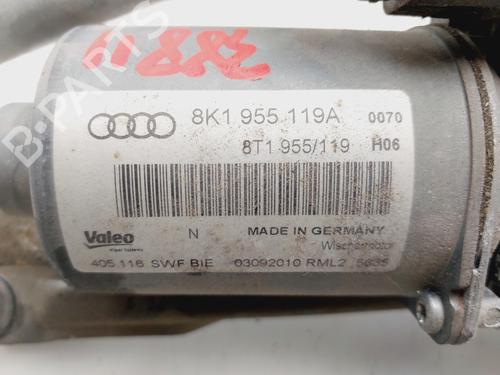 8K1 955 119A 0070
8T1 955/119 H06
Valeo N MADE IN GERMANY
Wischermotor
405.116 SWF BIE 03092010 RML2 5635
B-PARTS